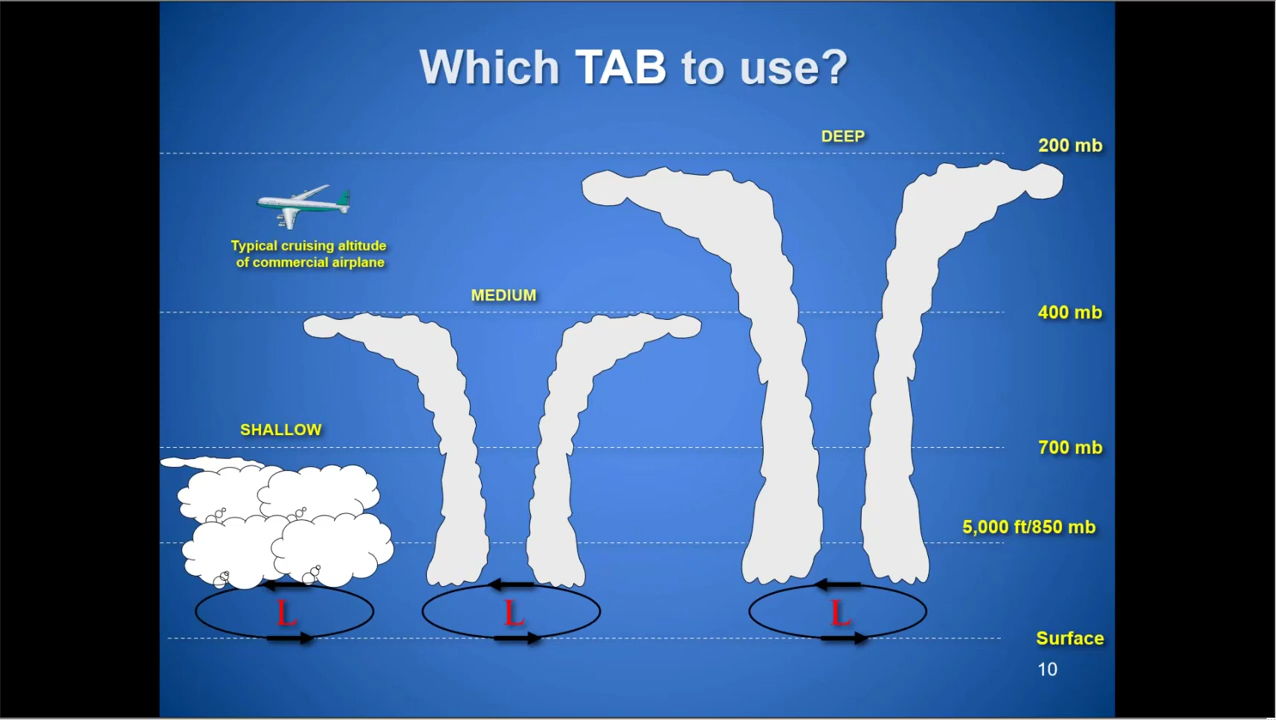 Which TAB to use?
DEEP
200 mb
Typical cruising altitude
of commercial airplane
MEDIUM
400 mb
SHALLOW
700 mb
5,000 ft/850 mb
L
L
L
Surface
10